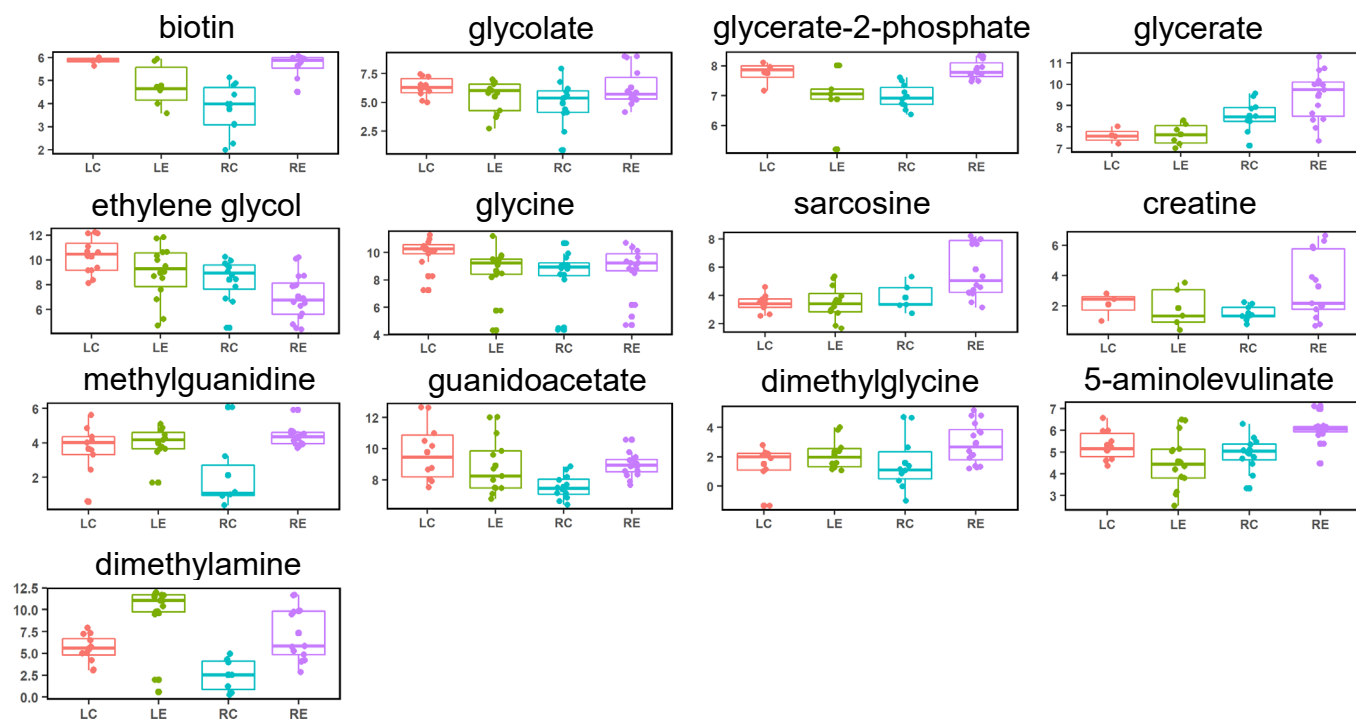 biotin
glycolate
glycerate-2-phosphate
glycerate
6
5
4
3
2
LC LE RC RE
7.5
5.0
2.5
LC LE RC RE
8
7
6
LC LE RC RE
11
10
9
8
7
LC LE RC RE
ethylene glycol
glycine
sarcosine
creatine
12
10
8
6
LC LE RC RE
10
8
6
4
LC LE RC RE
8
6
4
2
LC LE RC RE
6
4
2
LC LE RC RE
methylguanidine
guanidoacetate
dimethylglycine
5-aminolevulinate
6
4
2
LC LE RC RE
12
10
8
LC LE RC RE
4
2
0
LC LE RC RE
7
6
5
4
3
LC LE RC RE
dimethylamine
12.5
10.0
7.5
5.0
2.5
0.0
LC LE RC RE